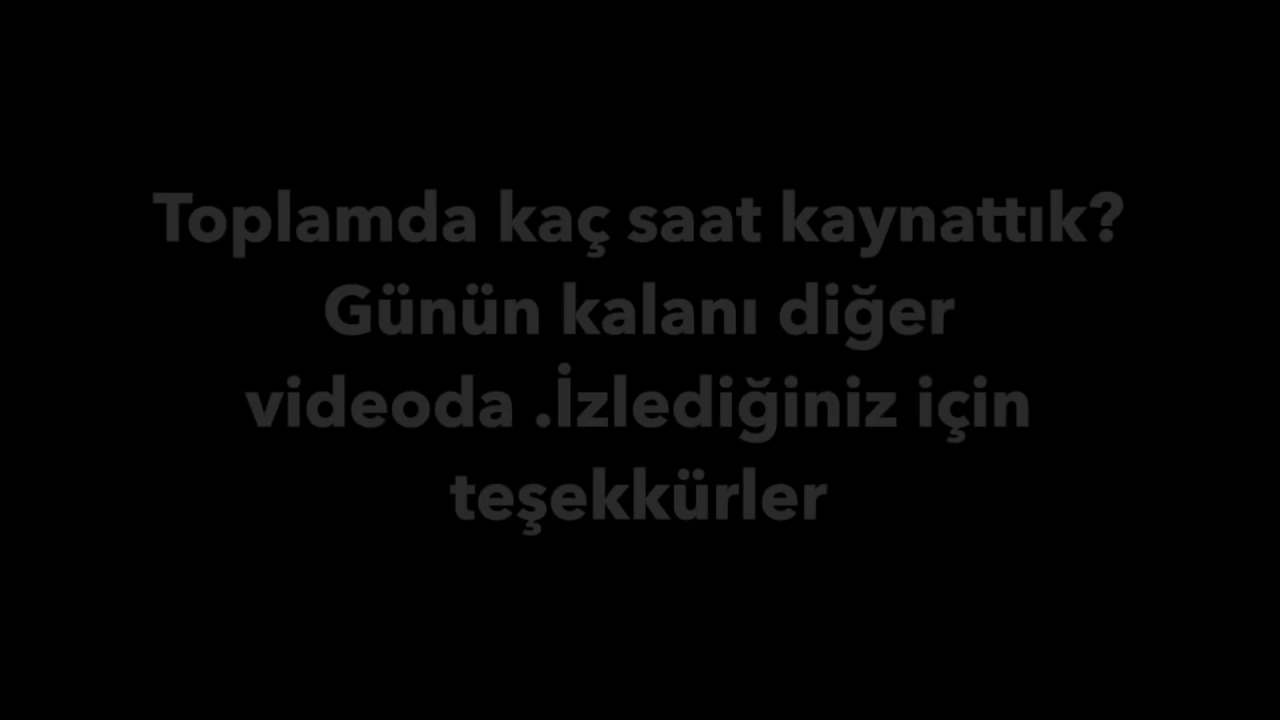 Toplamda kaç saat kaynattık?
Günün kalanı diğer
videoda .İzlediğiniz için
teşekkürler